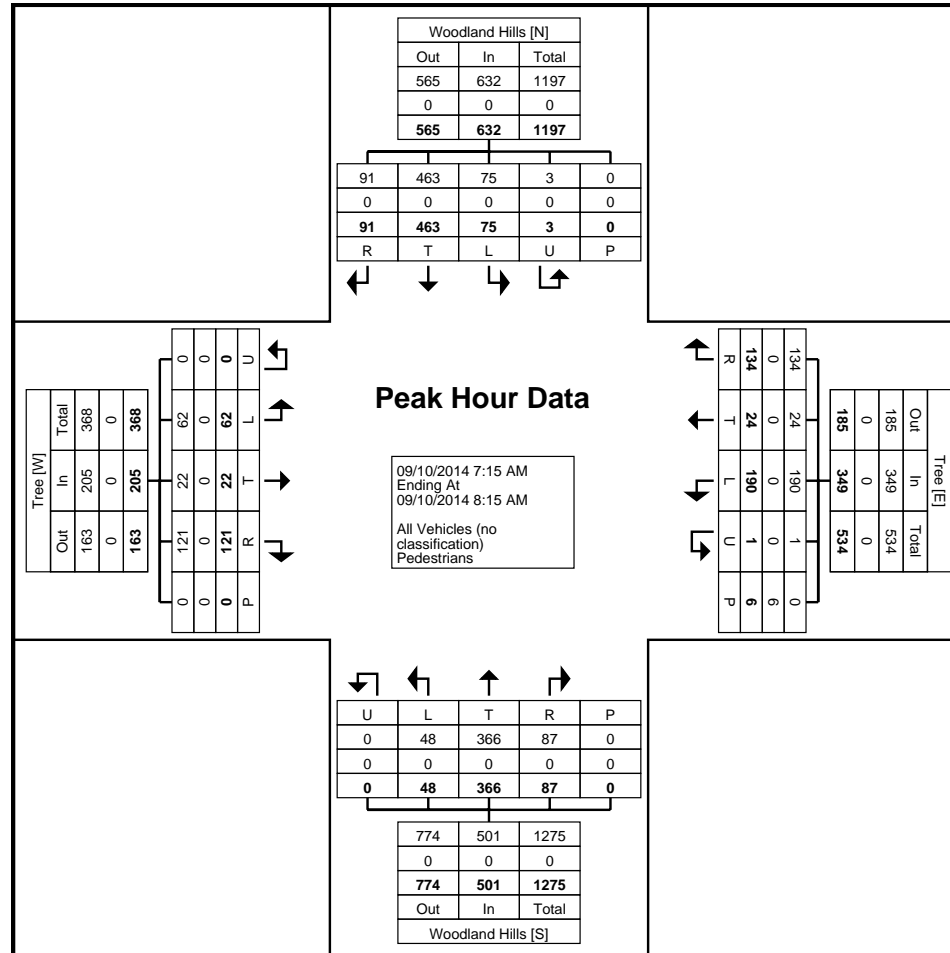 Woodland Hills [N]
Out In Total
565 632 1197
0 0 0
565 632 1197
91 463 75 3 0
0 0 0 0 0
91 463 75 3 0
R T L U P
Tree [W]
Total In Out
368 205 163
0 0 0
368 205 163
0 62 22 121 0
0 0 0 0 0
0 62 22 121 0
U L T R P
Peak Hour Data
09/10/2014 7:15 AM
Ending At
09/10/2014 8:15 AM
All Vehicles (no
classification)
Pedestrians
R T L U P
134 24 190 1 6
0 0 0 0 6
134 24 190 1 0
185 349 534
0 0 0
185 349 534
Out In Total
Tree [E]
U L T R P
0 48 366 87 0
0 0 0 0 0
0 48 366 87 0
774 501 1275
0 0 0
774 501 1275
Out In Total
Woodland Hills [S]